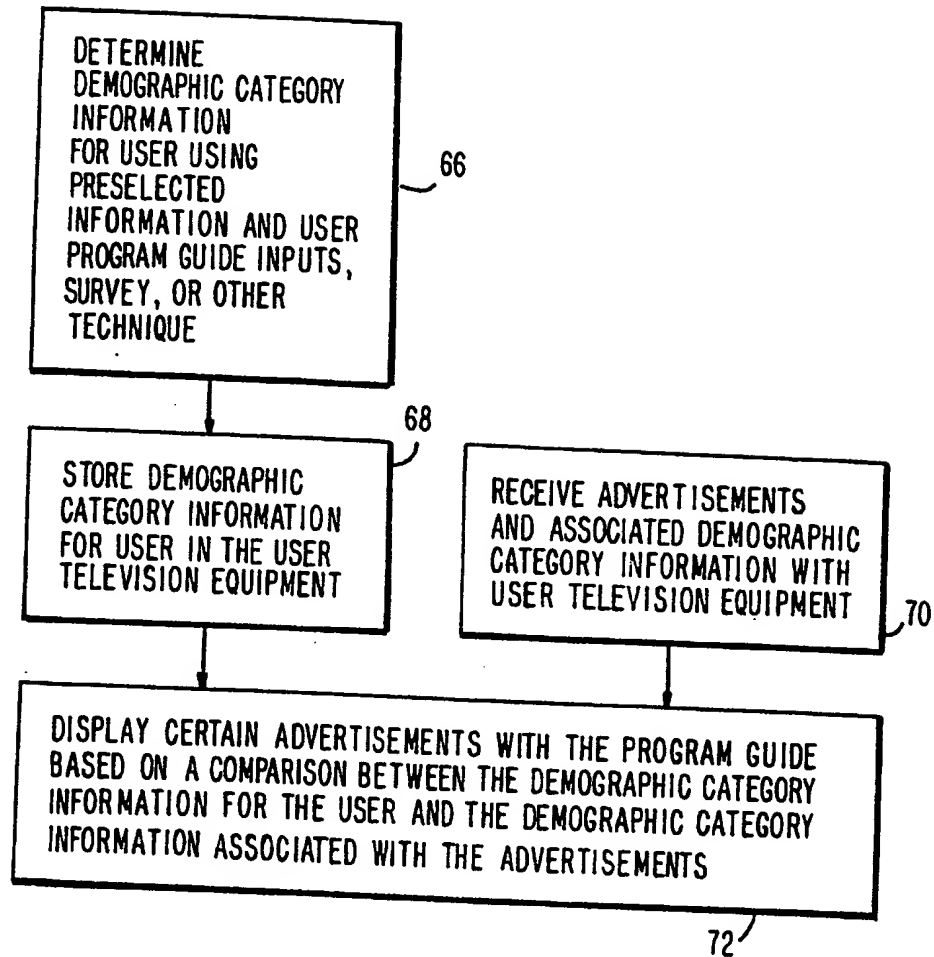 DETERMINE
DEMOGRAPHIC CATEGORY
INFORMATION
FOR USER USING
PRESELECTED
INFORMATION AND USER
PROGRAM GUIDE INPUTS,
SURVEY, OR OTHER
TECHNIQUE
66
68
STORE DEMOGRAPHIC
CATEGORY INFORMATION
FOR USER IN THE USER
TELEVISION EQUIPMENT
RECEIVE ADVERTISEMENTS
AND ASSOCIATED DEMOGRAPHIC
CATEGORY INFORMATION WITH
USER TELEVISION EQUIPMENT
70
DISPLAY CERTAIN ADVERTISEMENTS WITH THE PROGRAM GUIDE
BASED ON A COMPARISON BETWEEN THE DEMOGRAPHIC CATEGORY
INFORMATION FOR THE USER AND THE DEMOGRAPHIC CATEGORY
INFORMATION ASSOCIATED WITH THE ADVERTISEMENTS
72